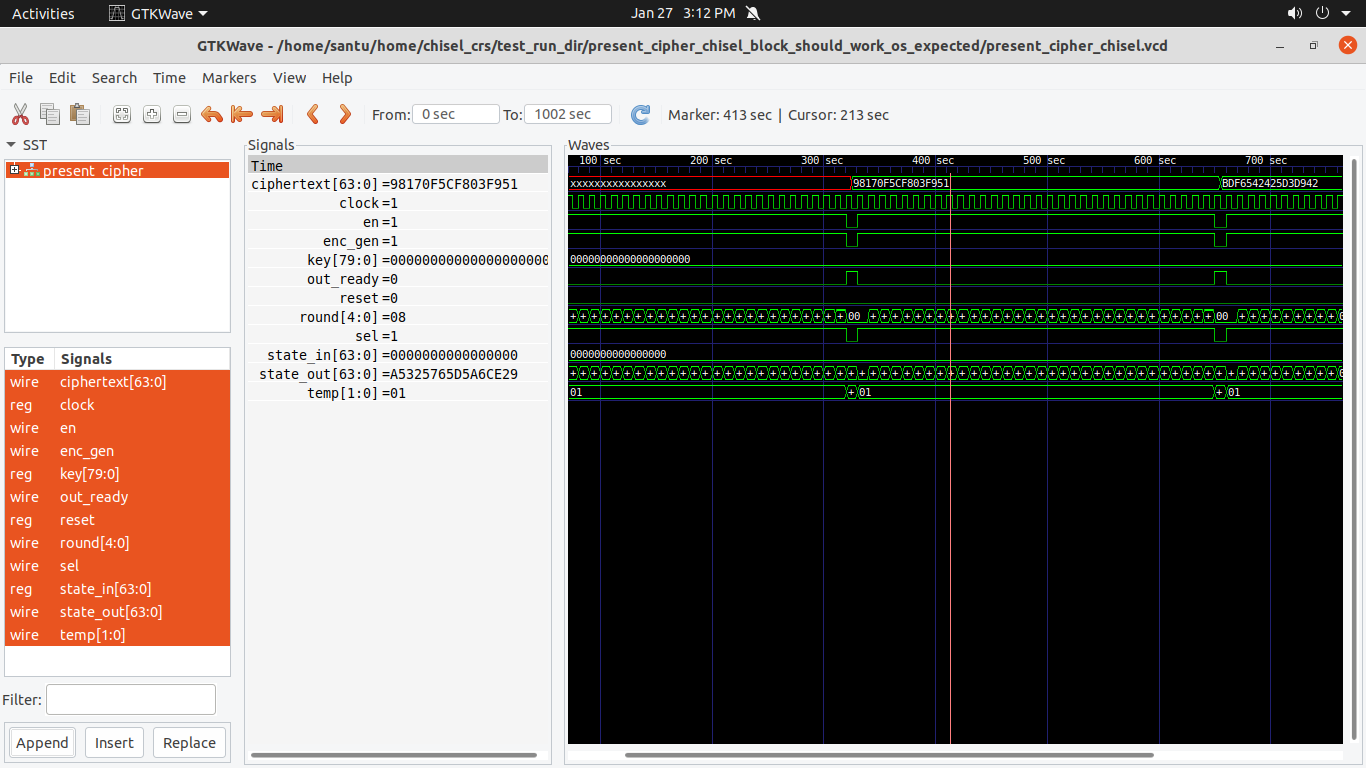 Activities GTKWave Jan 27 3:12 PM
GTKWave - /home/santu/home/chisel_crs/test_run_dir/present_cipher_chisel_block_should_work_os_expected/present_cipher_chisel.vcd
File Edit Search Time Markers View Help
From: 0 sec To: 1002 sec Marker: 413 sec | Cursor: 213 sec
SST
present_cipher
Type Signals
wire ciphertext[63:0]
reg clock
wire en
wire enc_gen
reg key[79:0]
wire out_ready
reg reset
wire round[4:0]
wire sel
reg state_in[63:0]
wire state_out[63:0]
wire temp[1:0]
Filter:
Append Insert Replace
Signals
Time
ciphertext[63:0] =98170F5CF803F951
clock =1
en =1
enc_gen =1
key[79:0] =00000000000000000000
out_ready =0
reset =0
round[4:0] =08
sel =1
state_in[63:0] =0000000000000000
state_out[63:0] =A5325765D5A6CE29
temp[1:0] =01
Waves
100 sec 200 sec 300 sec 400 sec 500 sec 600 sec 700 sec
xxxxxxxxxxxxxxxx 98170F5CF803F951 BDF6542425D3D942
00000000000000000000
+ + + + + + + + + + + + + + + + + + + + + + + + + 00 + + + + + + + + + + + + + + + + + + + + + + + + + + + + + + + 00 + + + + + + + + + 0
0000000000000000
+ + + + + + + + + + + + + + + + + + + + + + + + + + + + + + + + + + + + + + + + + + + + + + + + + + + + + + + + + + + + + + + + + + + + + 0
01 + 01 + 01